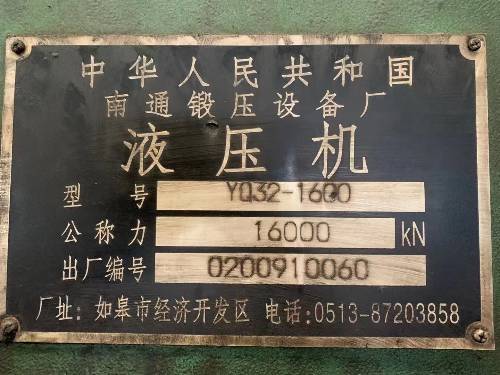 中华人民共和国
南通锻压设备厂
液压机
型号 YQ32-1600
公称力 16000 kN
出厂编号 0200910060
厂址: 如皋市经济开发区 电话:0513-87203858